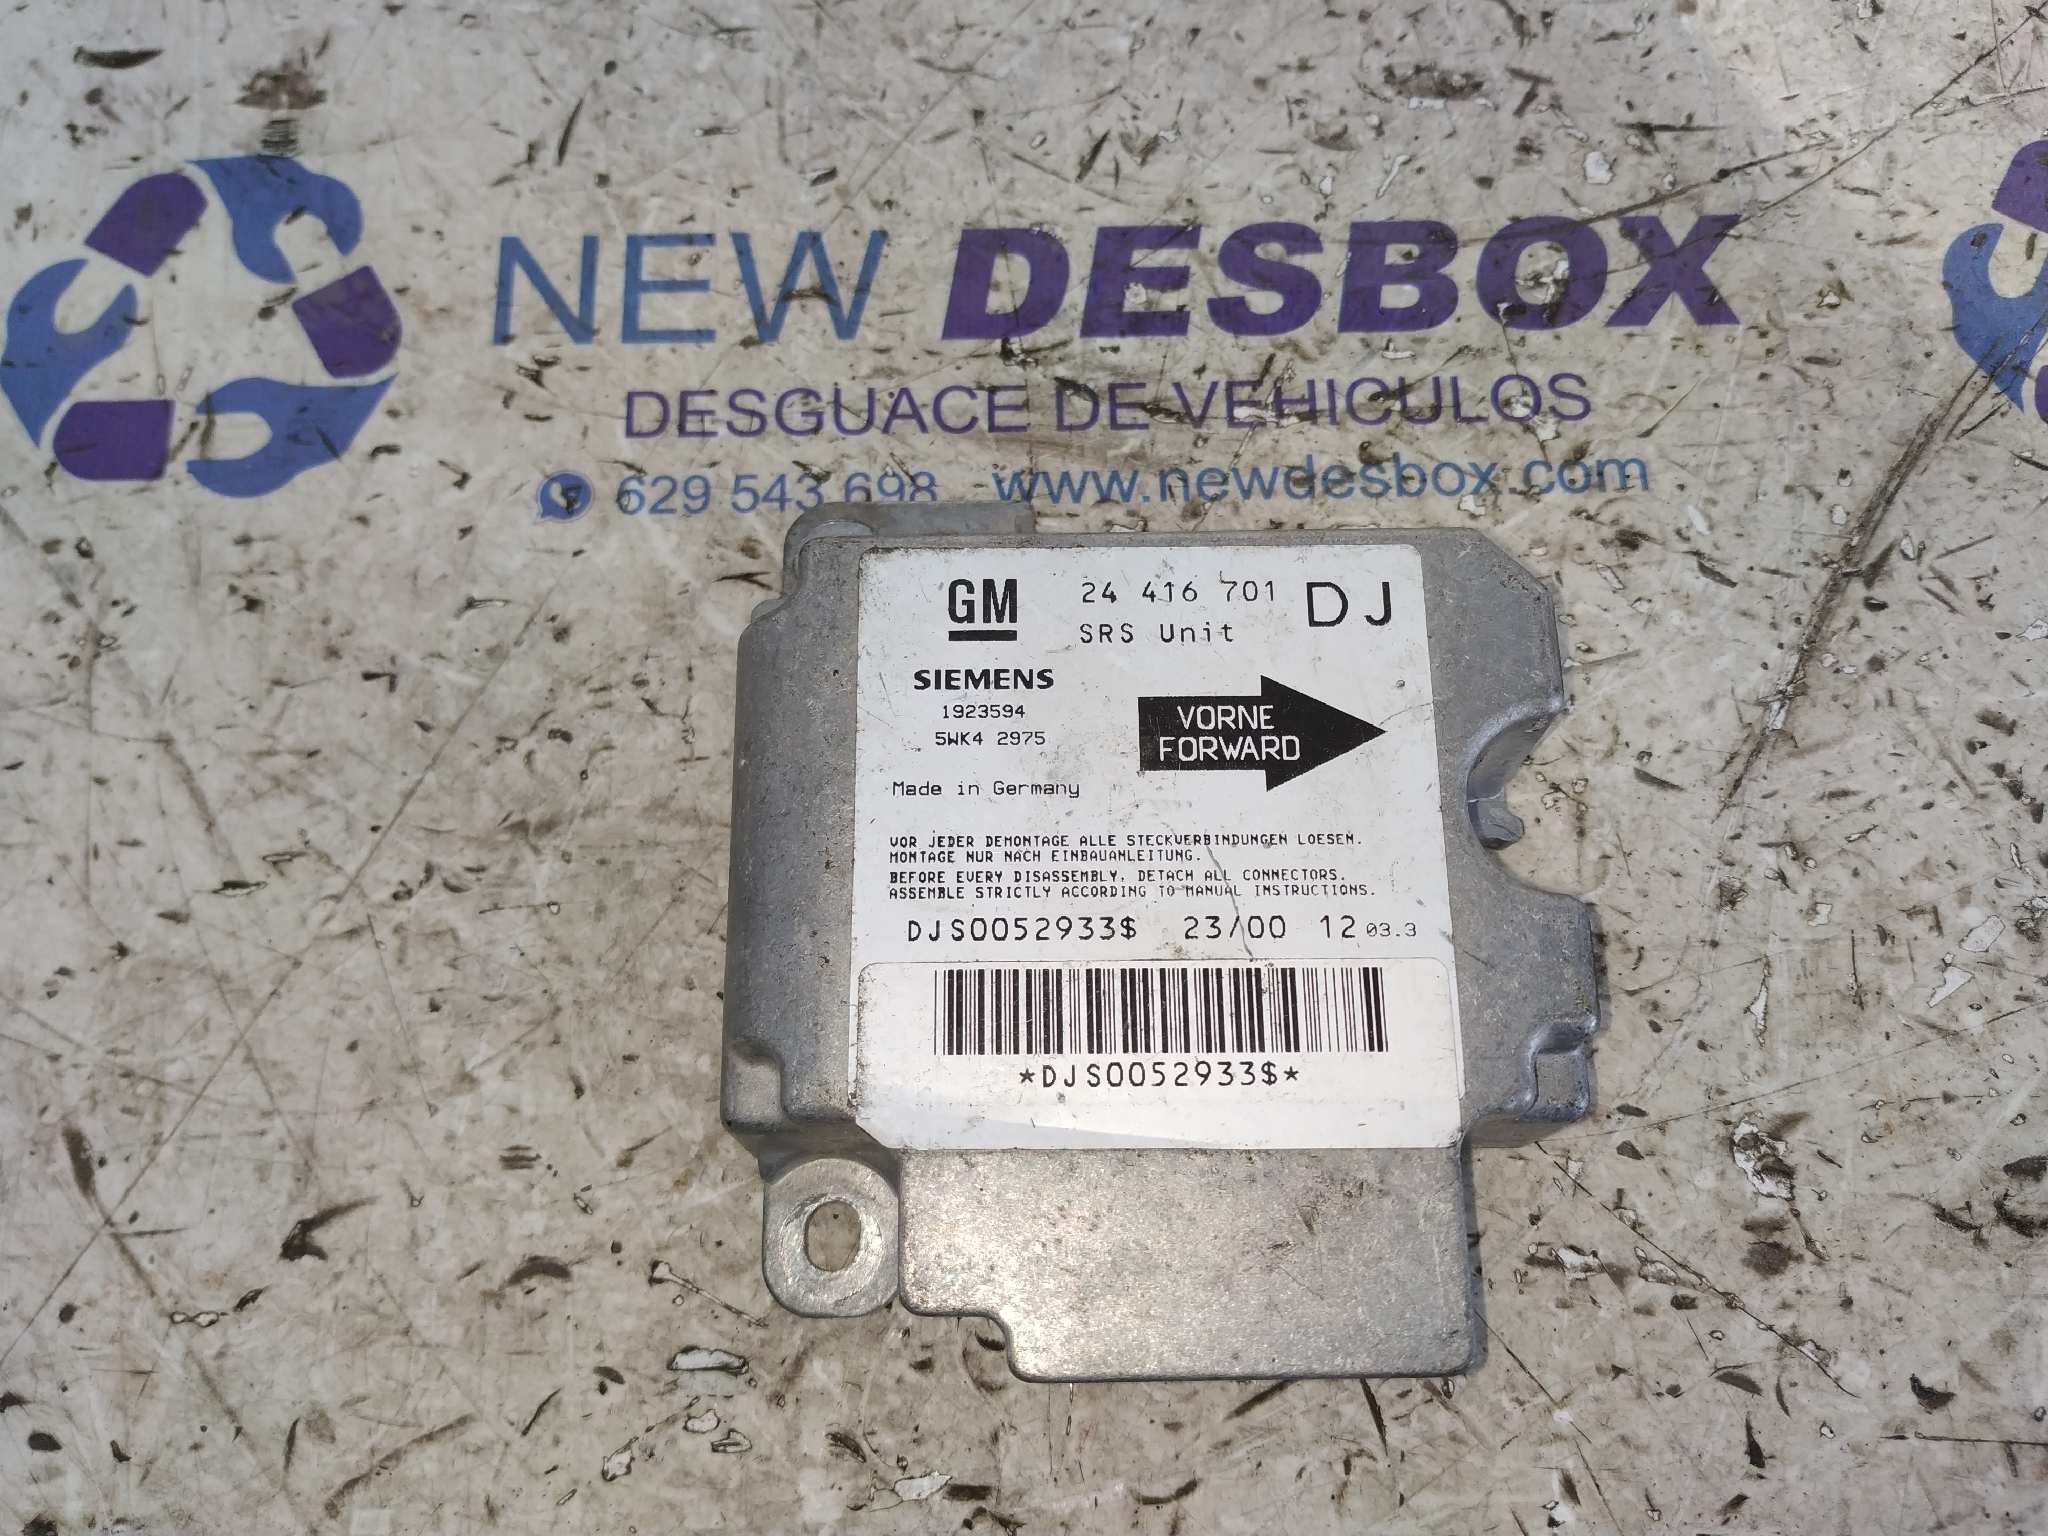 NEW DESBOX
DESGUACE DE VEHICULOS
629 543 698 www.newdesbox.com
GM 24 416 701 DJ
SRS Unit
SIEMENS
1923594
5WK4 2975
VORNE
FORWARD
Made in Germany
VOR JEDER DEMONTAGE ALLE STECKVERBINDUNGEN LOESEN.
MONTAGE NUR NACH EINBAUANLEITUNG.
BEFORE EVERY DISASSEMBLY, DETACH ALL CONNECTORS.
ASSEMBLE STRICTLY ACCORDING TO MANUAL INSTRUCTIONS.
DJS0052933$ 23/00 12 03.3
*DJS0052933$*